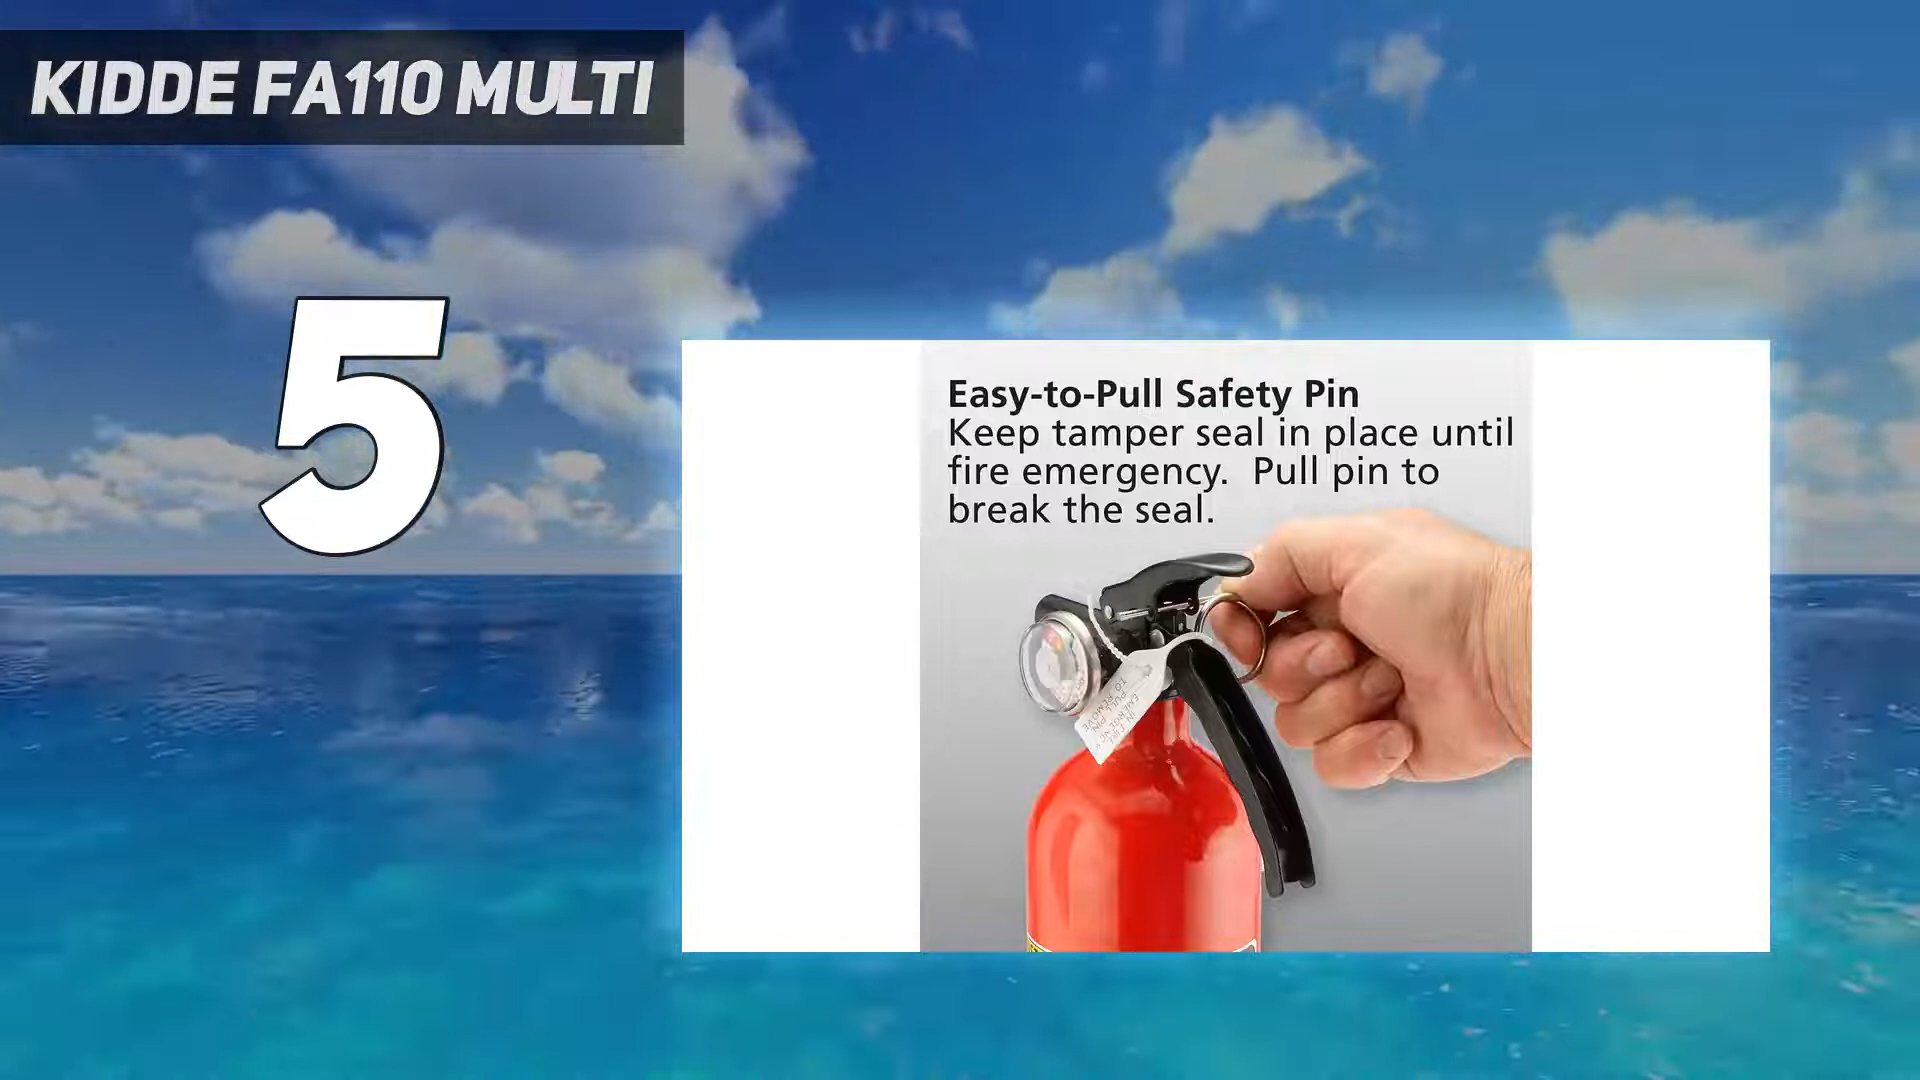 KIDDE FA110 MULTI
5
Easy-to-Pull Safety Pin
Keep tamper seal in place until
fire emergency.  Pull pin to
break the seal.